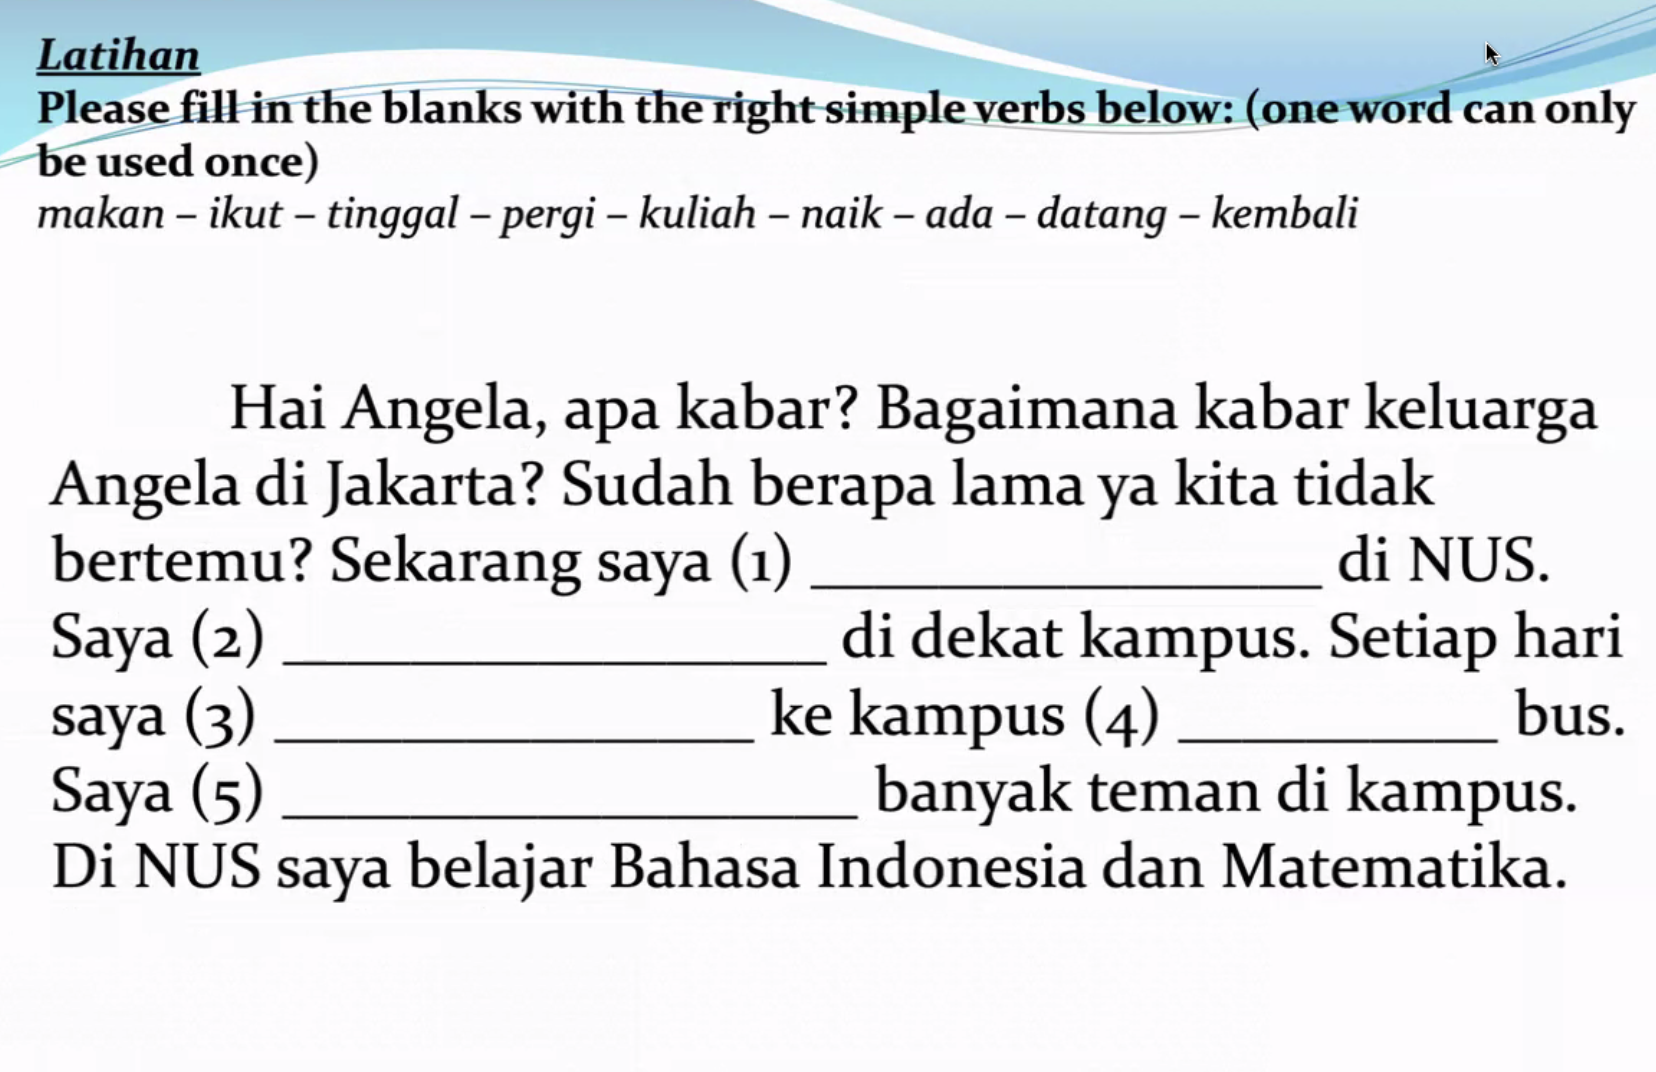 Latihan
Please fill in the blanks with the right simple verbs below: (one word can only
be used once)
makan – ikut – tinggal – pergi – kuliah – naik – ada – datang – kembali
Hai Angela, apa kabar? Bagaimana kabar keluarga
Angela di Jakarta? Sudah berapa lama ya kita tidak
bertemu? Sekarang saya (1) ________________ di NUS.
Saya (2) _________________ di dekat kampus. Setiap hari
saya (3) _______________ ke kampus (4) __________ bus.
Saya (5) __________________ banyak teman di kampus.
Di NUS saya belajar Bahasa Indonesia dan Matematika.